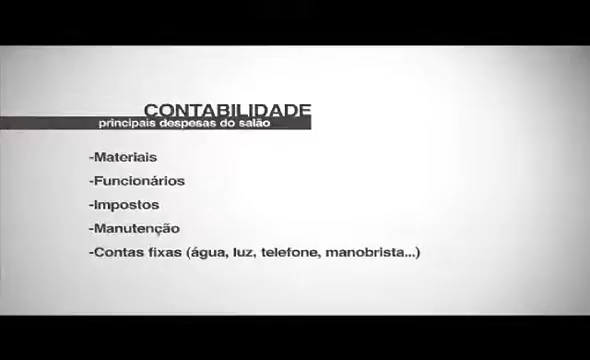 CONTABILIDADE
principais despesas do salão
-Materiais
-Funcionários
-Impostos
-Manutenção
-Contas fixas (água, luz, telefone, manobrista...)